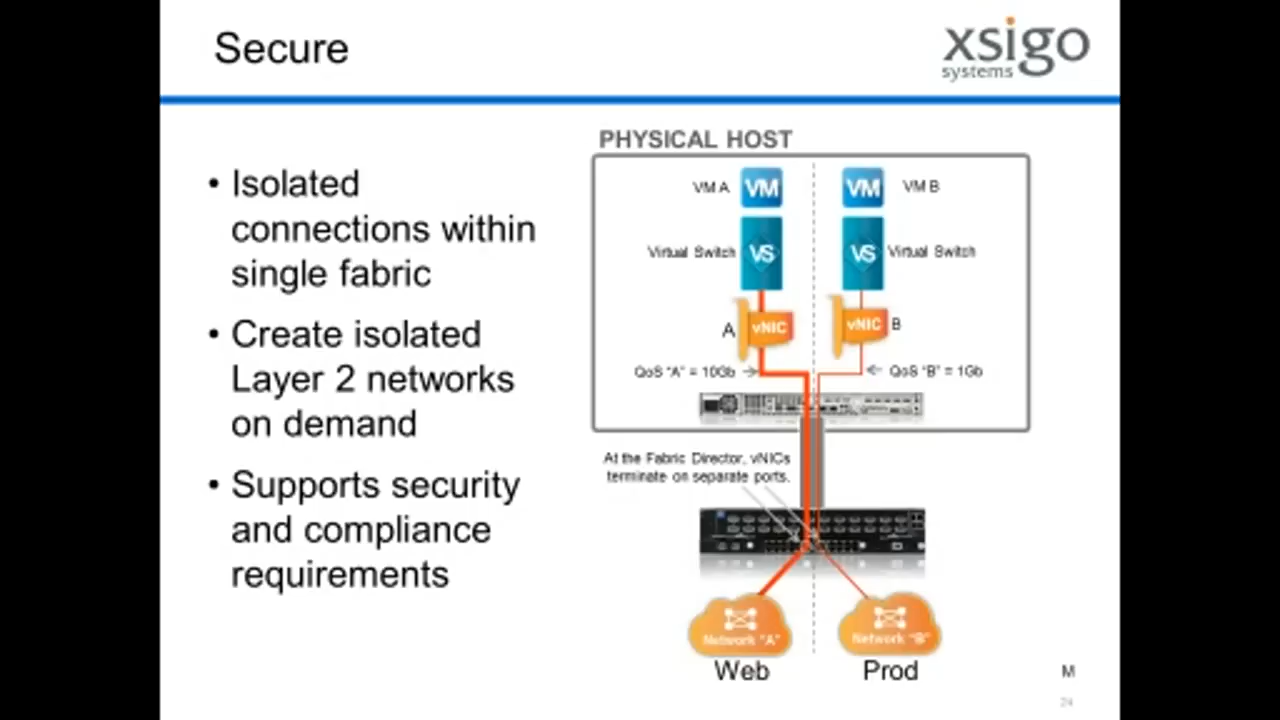 Secure
xsigo
systems
• Isolated
connections within
single fabric
• Create isolated
Layer 2 networks
on demand
• Supports security
and compliance
requirements
PHYSICAL HOST
VM A VM VM VM B
Virtual Switch VS VS Virtual Switch
A vNIC vNIC B
QoS "A" = 10Gb QoS "B" = 1Gb
At the Fabric Director, vNICs
terminate on separate ports.
Network "A" Network "B"
Web Prod
M
24